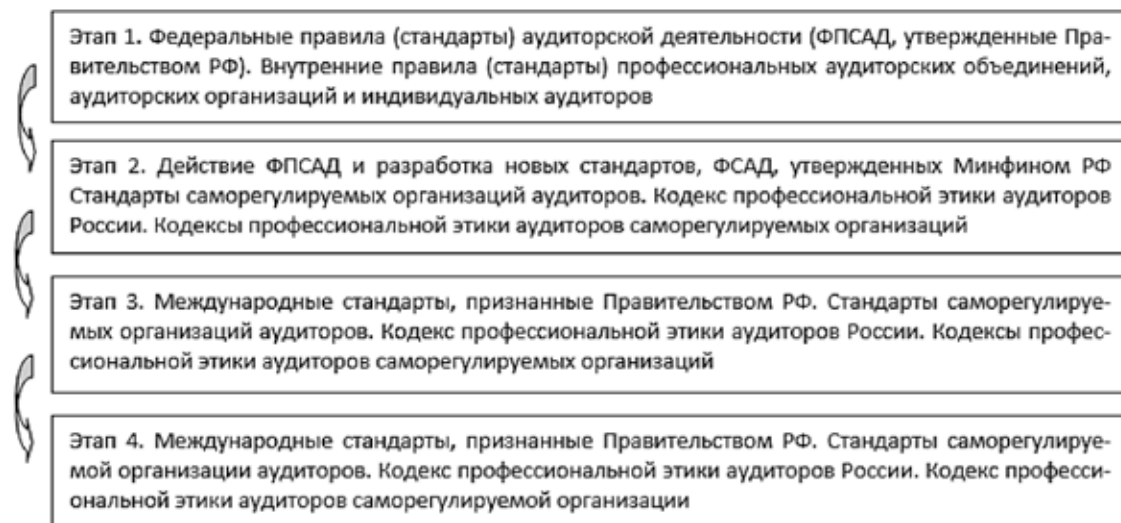 Этап 1. Федеральные правила (стандарты) аудиторской деятельности (ФПСАД, утвержденные Пра-
вительством РФ). Внутренние правила (стандарты) профессиональных аудиторских объединений,
аудиторских организаций и индивидуальных аудиторов
Этап 2. Действие ФПСАД и разработка новых стандартов, ФСАД, утвержденных Минфином РФ
Стандарты саморегулируемых организаций аудиторов. Кодекс профессиональной этики аудиторов
России. Кодексы профессиональной этики аудиторов саморегулируемых организаций
Этап 3. Международные стандарты, признанные Правительством РФ. Стандарты саморегулируе-
мых организаций аудиторов. Кодекс профессиональной этики аудиторов России. Кодексы профес-
сиональной этики аудиторов саморегулируемых организаций
Этап 4. Международные стандарты, признанные Правительством РФ. Стандарты саморегулируе-
мой организации аудиторов. Кодекс профессиональной этики аудиторов России. Кодекс професси-
ональной этики аудиторов саморегулируемой организации